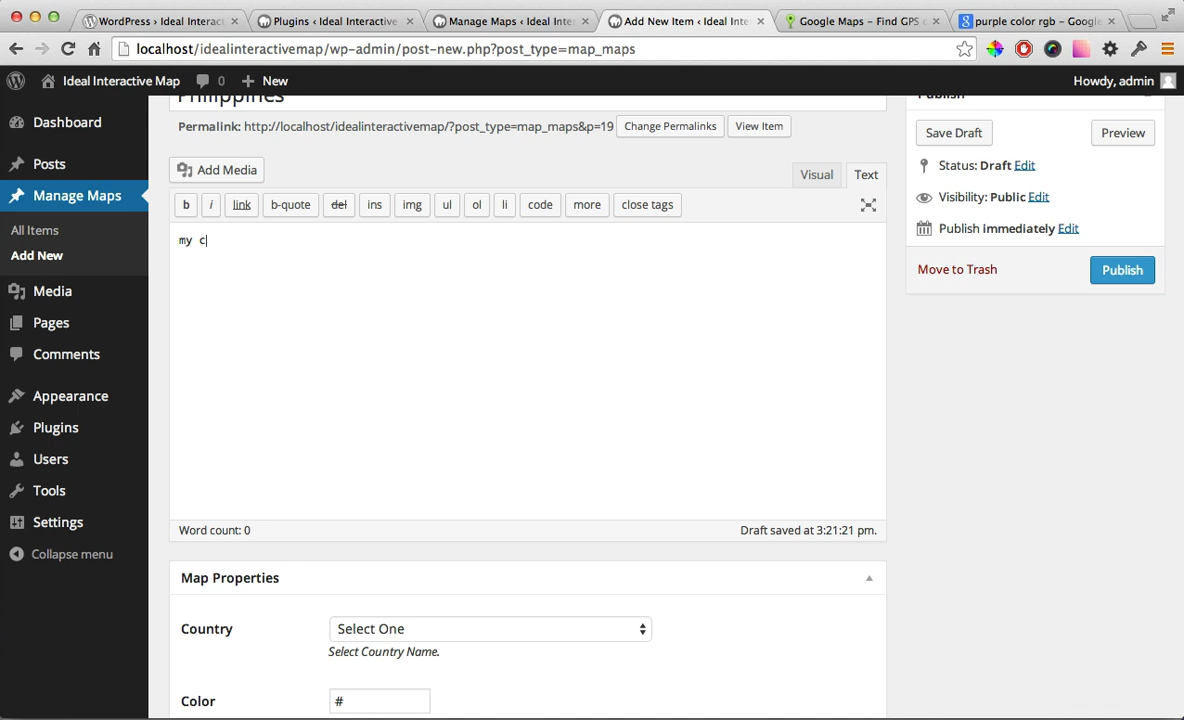 WordPress › Ideal Interac
Plugins ‹ Ideal Interactive
Manage Maps ‹ Ideal Inte
Add New Item ‹ Ideal Inte
Google Maps - Find GPS c
purple color rgb - Google
localhost/idealinteractivemap/wp-admin/post-new.php?post_type=map_maps
Ideal Interactive Map
0
New
Howdy, admin
Dashboard
Posts
Manage Maps
All Items
Add New
Media
Pages
Comments
Appearance
Plugins
Users
Tools
Settings
Collapse menu
Philippines
Permalink: http://localhost/idealinteractivemap/?post_type=map_maps&p=19
Change Permalinks
View Item
Add Media
Visual
Text
b
i
link
b-quote
del
ins
img
ul
ol
li
code
more
close tags
my c
Word count: 0
Draft saved at 3:21:21 pm.
Map Properties
Country
Select One
Select Country Name.
Color
#
Publish
Save Draft
Preview
Status: Draft Edit
Visibility: Public Edit
Publish immediately Edit
Move to Trash
Publish